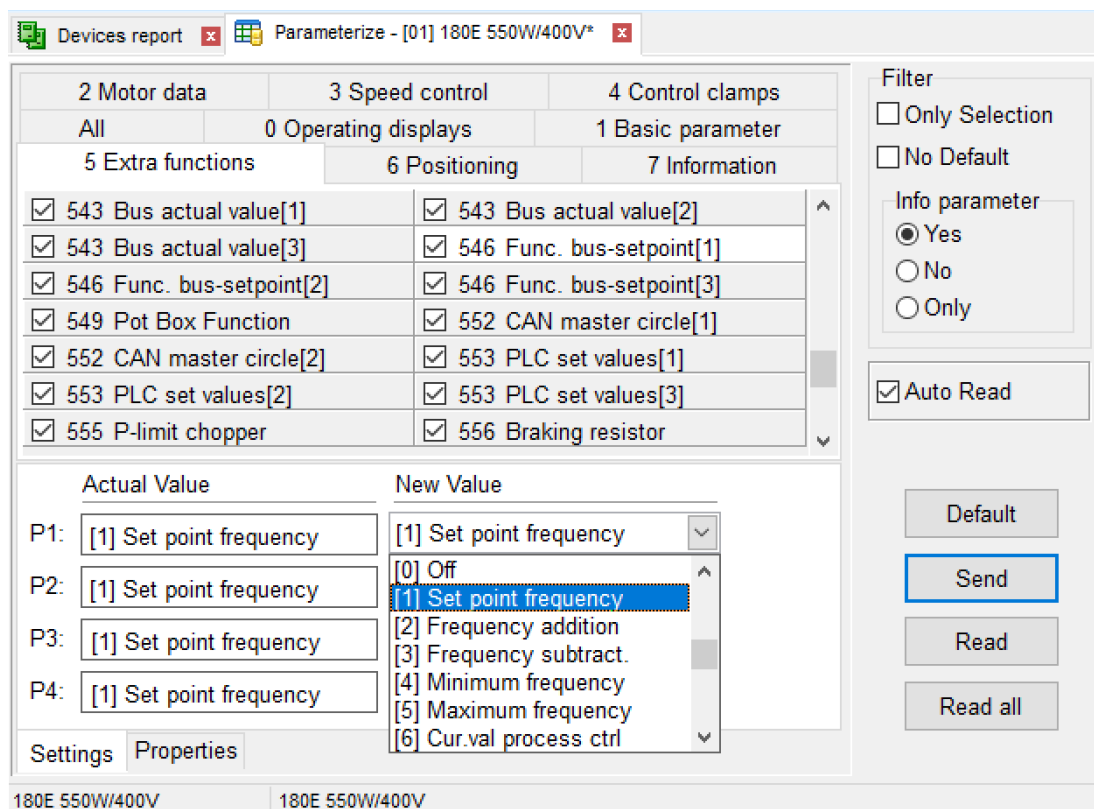 Devices report
Parameterize - [01] 180E 550W/400V*
2 Motor data
3 Speed control
4 Control clamps
All
0 Operating displays
1 Basic parameter
5 Extra functions
6 Positioning
7 Information
543 Bus actual value[1]
543 Bus actual value[2]
543 Bus actual value[3]
546 Func. bus-setpoint[1]
546 Func. bus-setpoint[2]
546 Func. bus-setpoint[3]
549 Pot Box Function
552 CAN master circle[1]
552 CAN master circle[2]
553 PLC set values[1]
553 PLC set values[2]
553 PLC set values[3]
555 P-limit chopper
556 Braking resistor
Actual Value
New Value
P1: [1] Set point frequency
[1] Set point frequency
P2: [1] Set point frequency
P3: [1] Set point frequency
P4: [1] Set point frequency
[0] Off
[1] Set point frequency
[2] Frequency addition
[3] Frequency subtract.
[4] Minimum frequency
[5] Maximum frequency
[6] Cur.val process ctrl
Settings
Properties
Filter
Only Selection
No Default
Info parameter
Yes
No
Only
Auto Read
Default
Send
Read
Read all
180E 550W/400V
180E 550W/400V